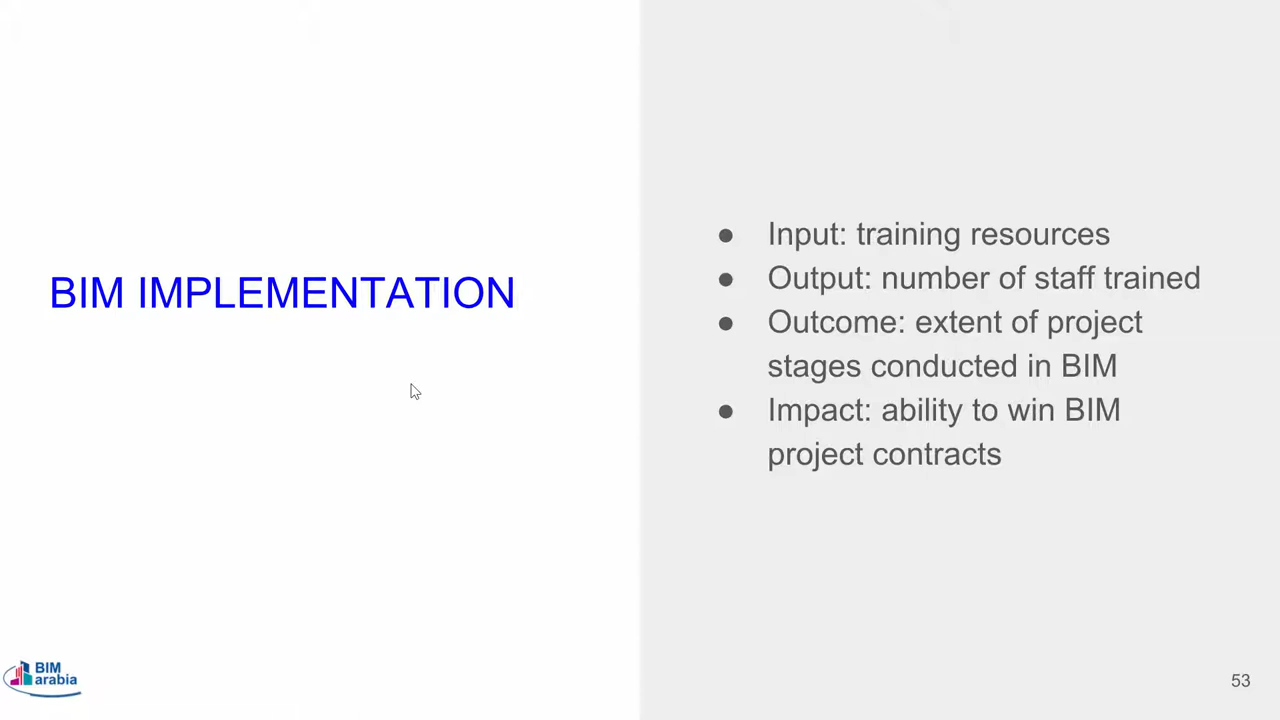 BIM IMPLEMENTATION
● Input: training resources
● Output: number of staff trained
● Outcome: extent of project
stages conducted in BIM
● Impact: ability to win BIM
project contracts
BIM
arabia
53